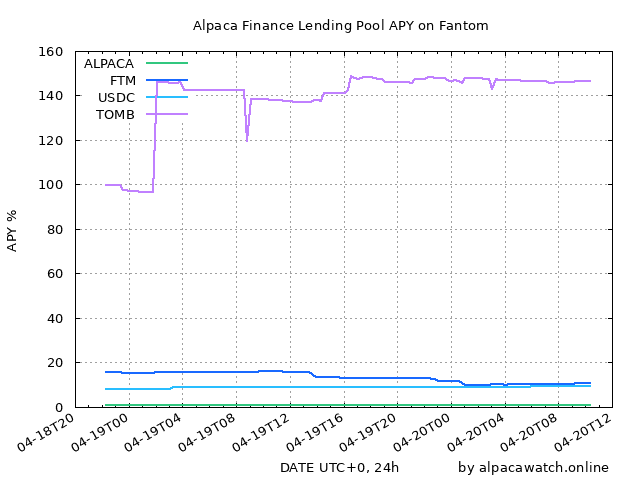 Alpaca Finance Lending Pool APY on Fantom
160
140
120
100
80
60
40
20
0
APY %
ALPACA
FTM
USDC
TOMB
04-18T20
04-19T00
04-19T04
04-19T08
04-19T12
04-19T16
04-19T20
04-20T00
04-20T04
04-20T08
04-20T12
DATE UTC+0, 24h
by alpacawatch.online